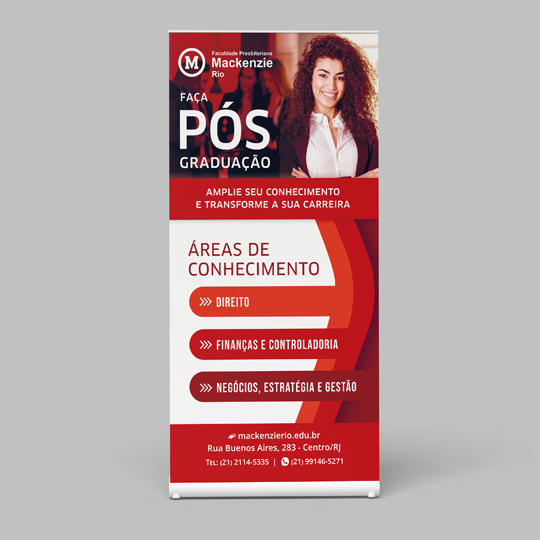 Faculdade Presbiteriana
M
Mackenzie
Rio
FAÇA
PÓS
GRADUAÇÃO
AMPLIE SEU CONHECIMENTO
E TRANSFORME A SUA CARREIRA
ÁREAS DE
CONHECIMENTO
>>> DIREITO
>>> FINANÇAS E CONTROLADORIA
>>> NEGÓCIOS, ESTRATÉGIA E GESTÃO
mackenzierio.edu.br
Rua Buenos Aires, 283 - Centro/RJ
TEL: (21) 2114-5335 | (21) 99146-5271